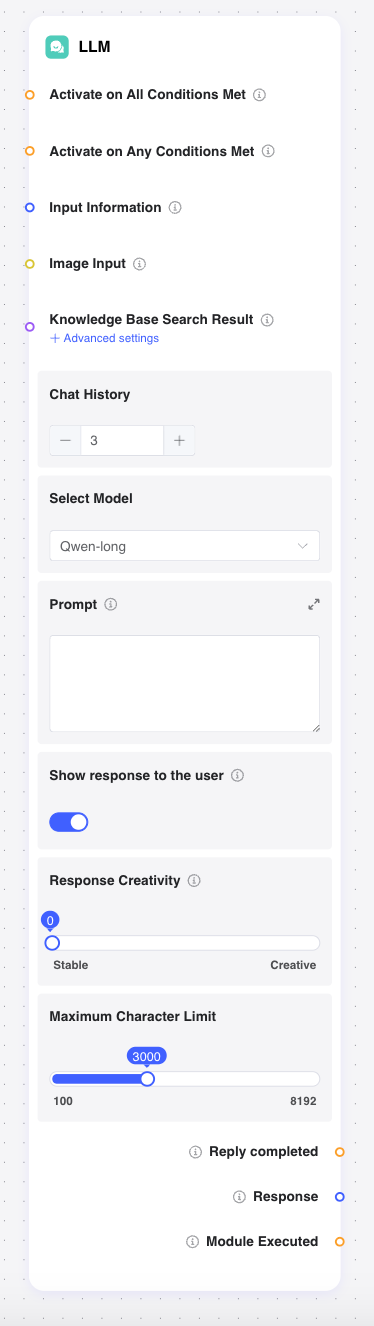 LLM
Activate on All Conditions Met
Activate on Any Conditions Met
Input Information
Image Input
Knowledge Base Search Result
+ Advanced settings
Chat History
− 3 +
Select Model
Qwen-long
Prompt
Show response to the user
Response Creativity
0
Stable Creative
Maximum Character Limit
3000
100 8192
Reply completed
Response
Module Executed